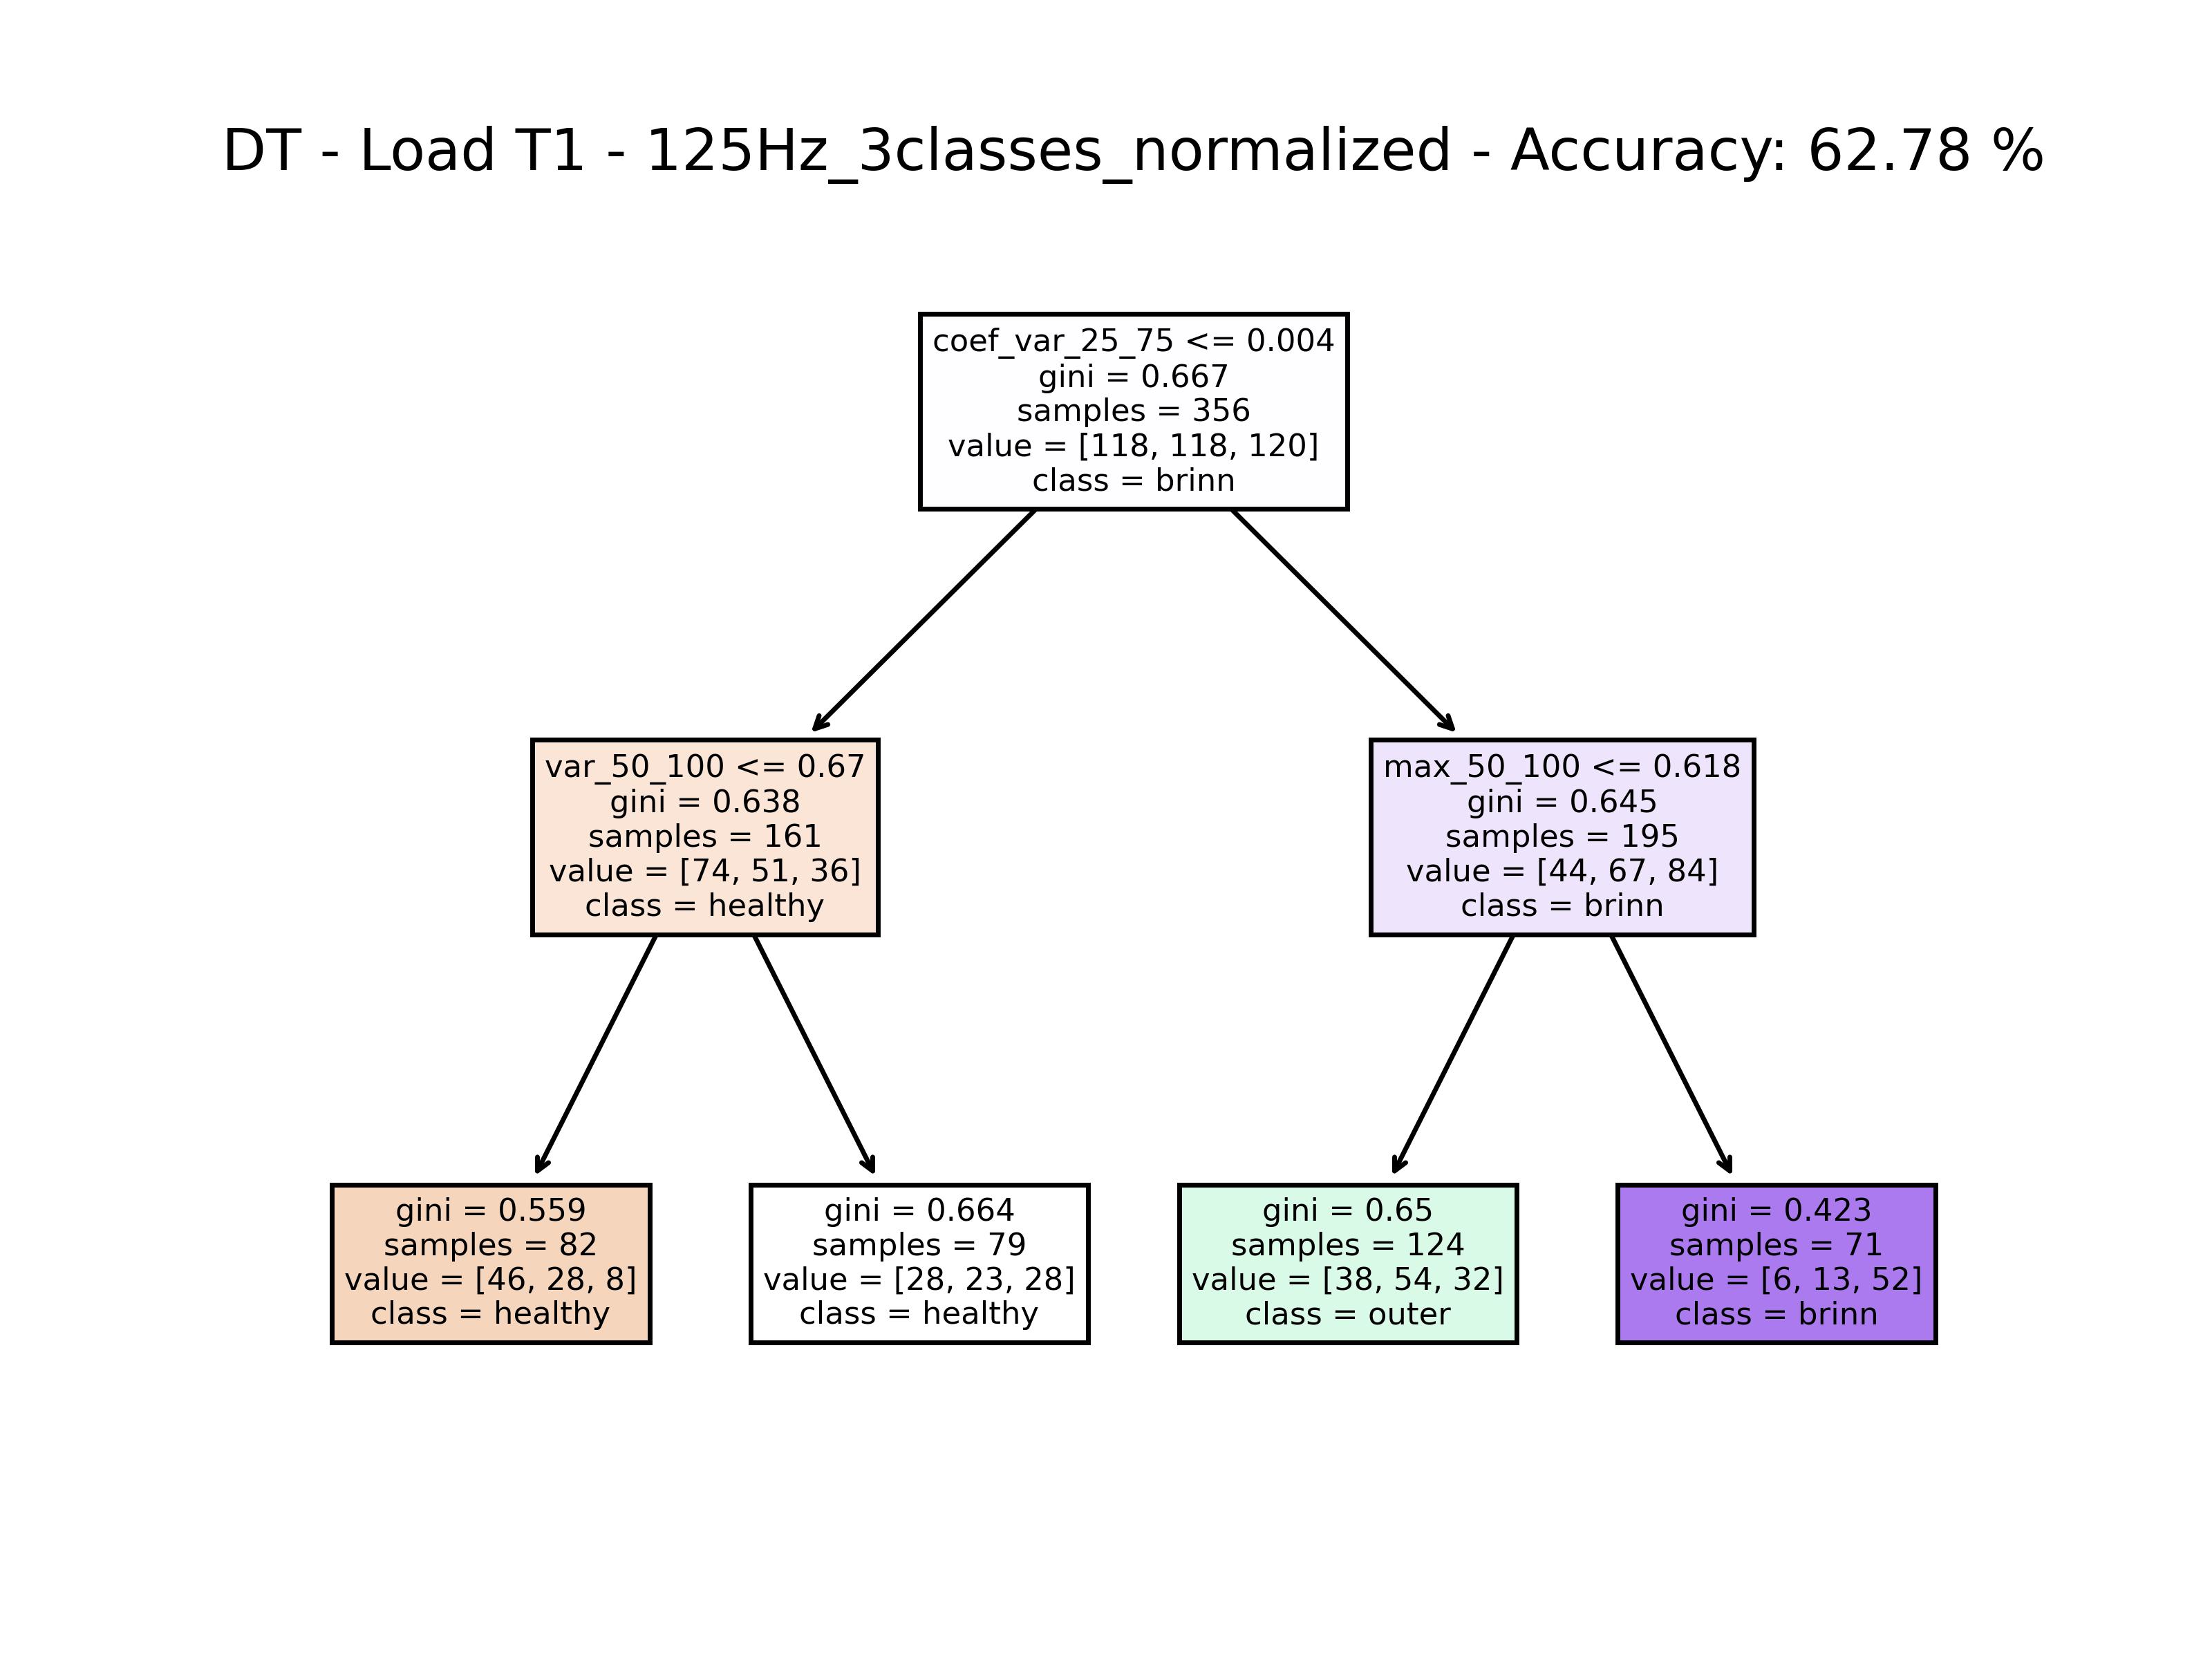 DT - Load T1 - 125Hz_3classes_normalized - Accuracy: 62.78 %
coef_var_25_75 <= 0.004
gini = 0.667
samples = 356
value = [118, 118, 120]
class = brinn
var_50_100 <= 0.67
gini = 0.638
samples = 161
value = [74, 51, 36]
class = healthy
max_50_100 <= 0.618
gini = 0.645
samples = 195
value = [44, 67, 84]
class = brinn
gini = 0.559
samples = 82
value = [46, 28, 8]
class = healthy
gini = 0.664
samples = 79
value = [28, 23, 28]
class = healthy
gini = 0.65
samples = 124
value = [38, 54, 32]
class = outer
gini = 0.423
samples = 71
value = [6, 13, 52]
class = brinn